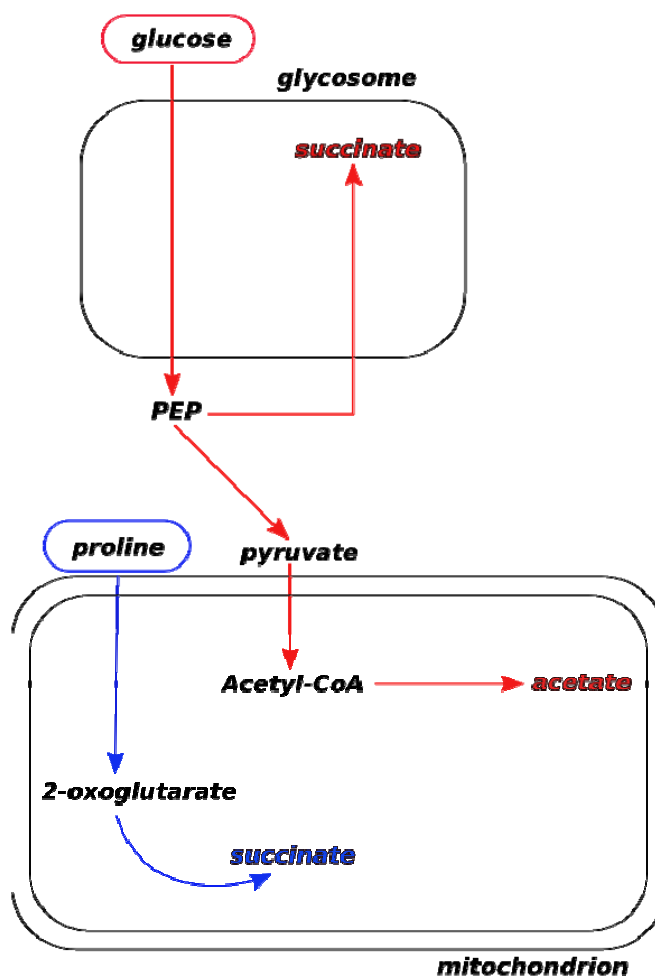 glucose
glycosome
succinate
PEP
proline
pyruvate
Acetyl-CoA
acetate
2-oxoglutarate
succinate
mitochondrion